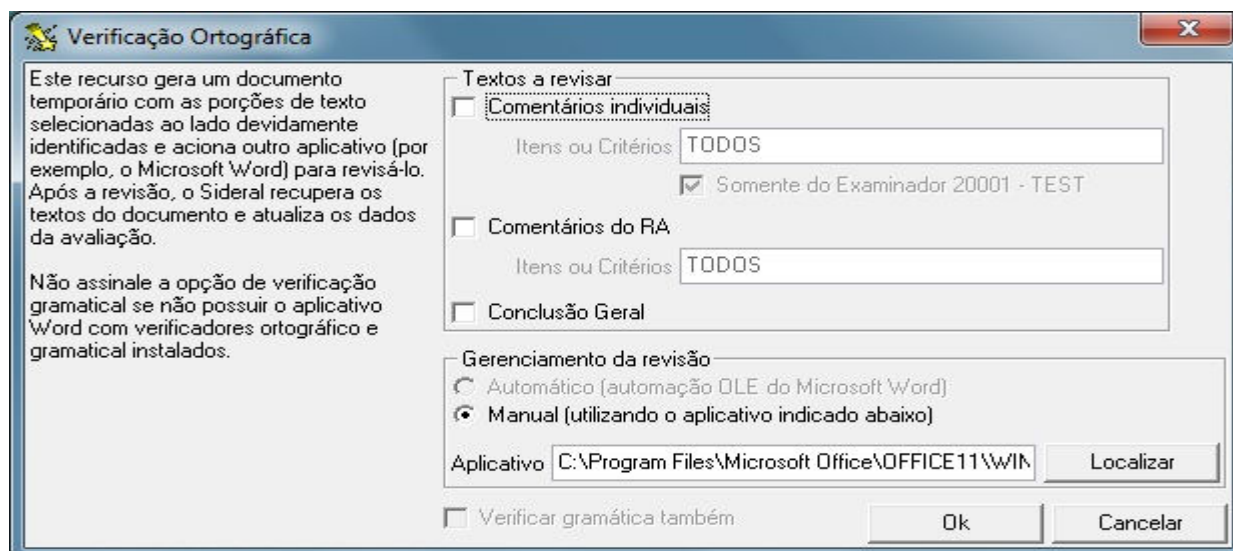 Verificação Ortográfica
Este recurso gera um documento
temporário com as porções de texto
selecionadas ao lado devidamente
identificadas e aciona outro aplicativo (por
exemplo, o Microsoft Word) para revisá-lo.
Após a revisão, o Sideral recupera os
textos do documento e atualiza os dados
da avaliação.
Não assinale a opção de verificação
gramatical se não possuir o aplicativo
Word com verificadores ortográfico e
gramatical instalados.
Textos a revisar
Comentários individuais
Itens ou Critérios TODOS
Somente do Examinador 20001 - TEST
Comentários do RA
Itens ou Critérios TODOS
Conclusão Geral
Gerenciamento da revisão
Automático (automação OLE do Microsoft Word)
Manual (utilizando o aplicativo indicado abaixo)
Aplicativo C:\Program Files\Microsoft Office\OFFICE11\WIN Localizar
Verificar gramática também Ok Cancelar